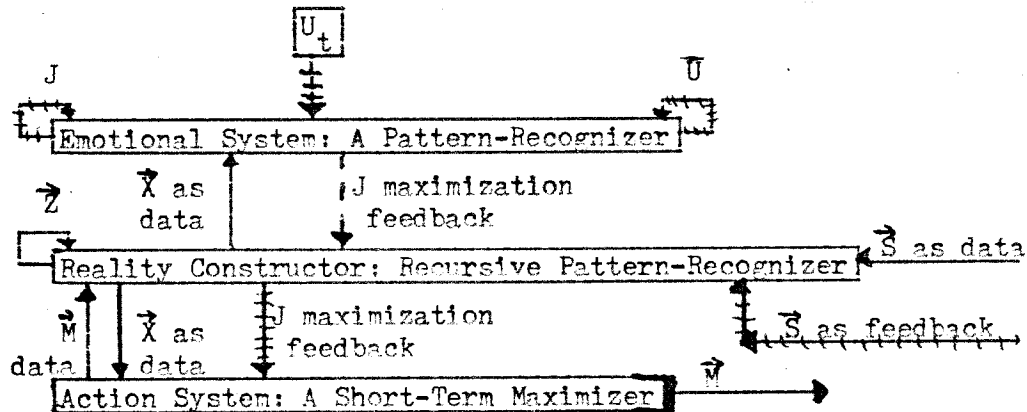 U_t
J
U⃗
Emotional System: A Pattern-Recognizer
X⃗ as data
J maximization feedback
Z⃗
Reality Constructor: Recursive Pattern-Recognizer
S⃗ as data
M⃗ data
X⃗ as data
J maximization feedback
S⃗ as feedback
Action System: A Short-Term Maximizer
M⃗